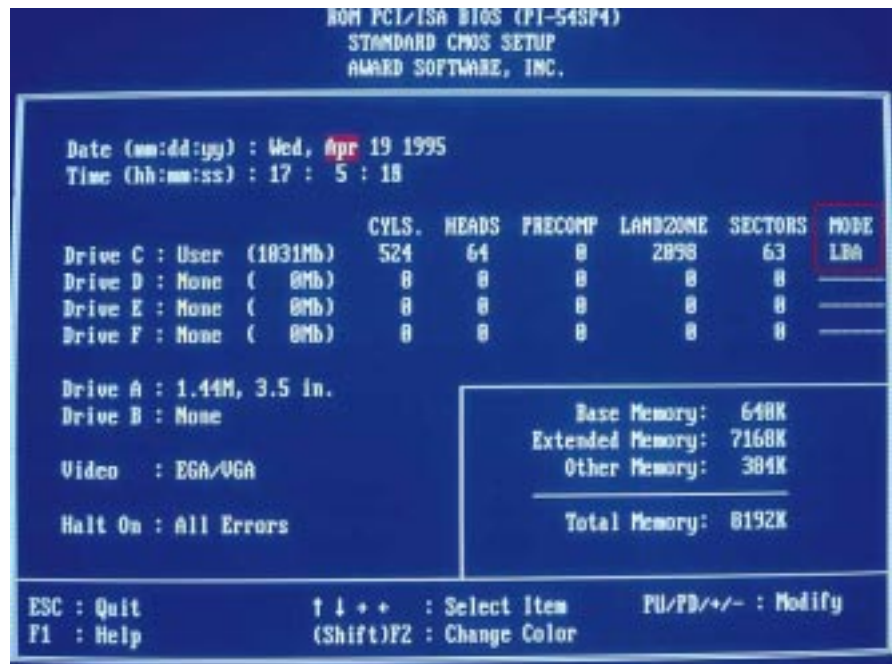 ROM PCI/ISA BIOS (PI-54SP4)
STANDARD CMOS SETUP
AWARD SOFTWARE, INC.
Date (mm:dd:yy) : Wed, Apr 19 1995
Time (hh:mm:ss) : 17 : 5 : 18
CYLS. HEADS PRECOMP LANDZONE SECTORS MODE
Drive C : User (1031Mb) 524 64 0 2098 63 LBA
Drive D : None ( 0Mb) 0 0 0 0 0 ———
Drive E : None ( 0Mb) 0 0 0 0 0 ———
Drive F : None ( 0Mb) 0 0 0 0 0 ———
Drive A : 1.44M, 3.5 in.
Drive B : None
Video : EGA/VGA
Halt On : All Errors
Base Memory: 640K
Extended Memory: 7168K
Other Memory: 384K
Total Memory: 8192K
ESC : Quit ↑ ↓ → ← : Select Item PU/PD/+/- : Modify
F1 : Help (Shift)F2 : Change Color